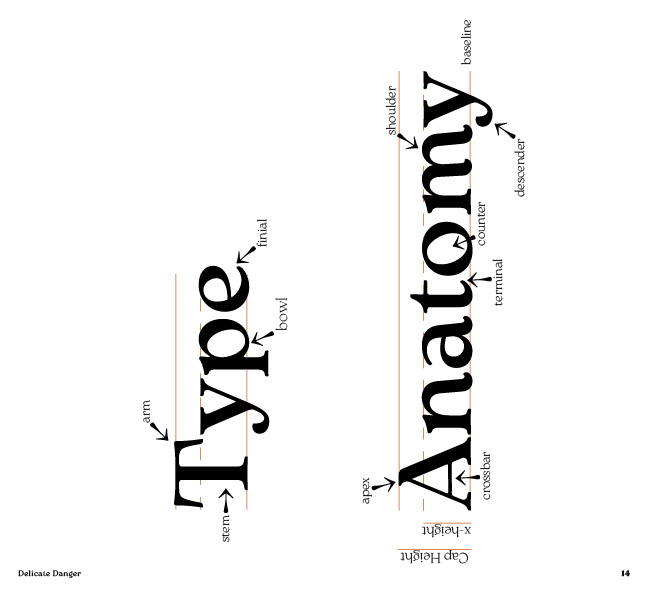 Type
arm
stem
bowl
finial
Anatomy
apex
crossbar
terminal
counter
shoulder
descender
baseline
x-height
Cap Height
Delicate Danger
14